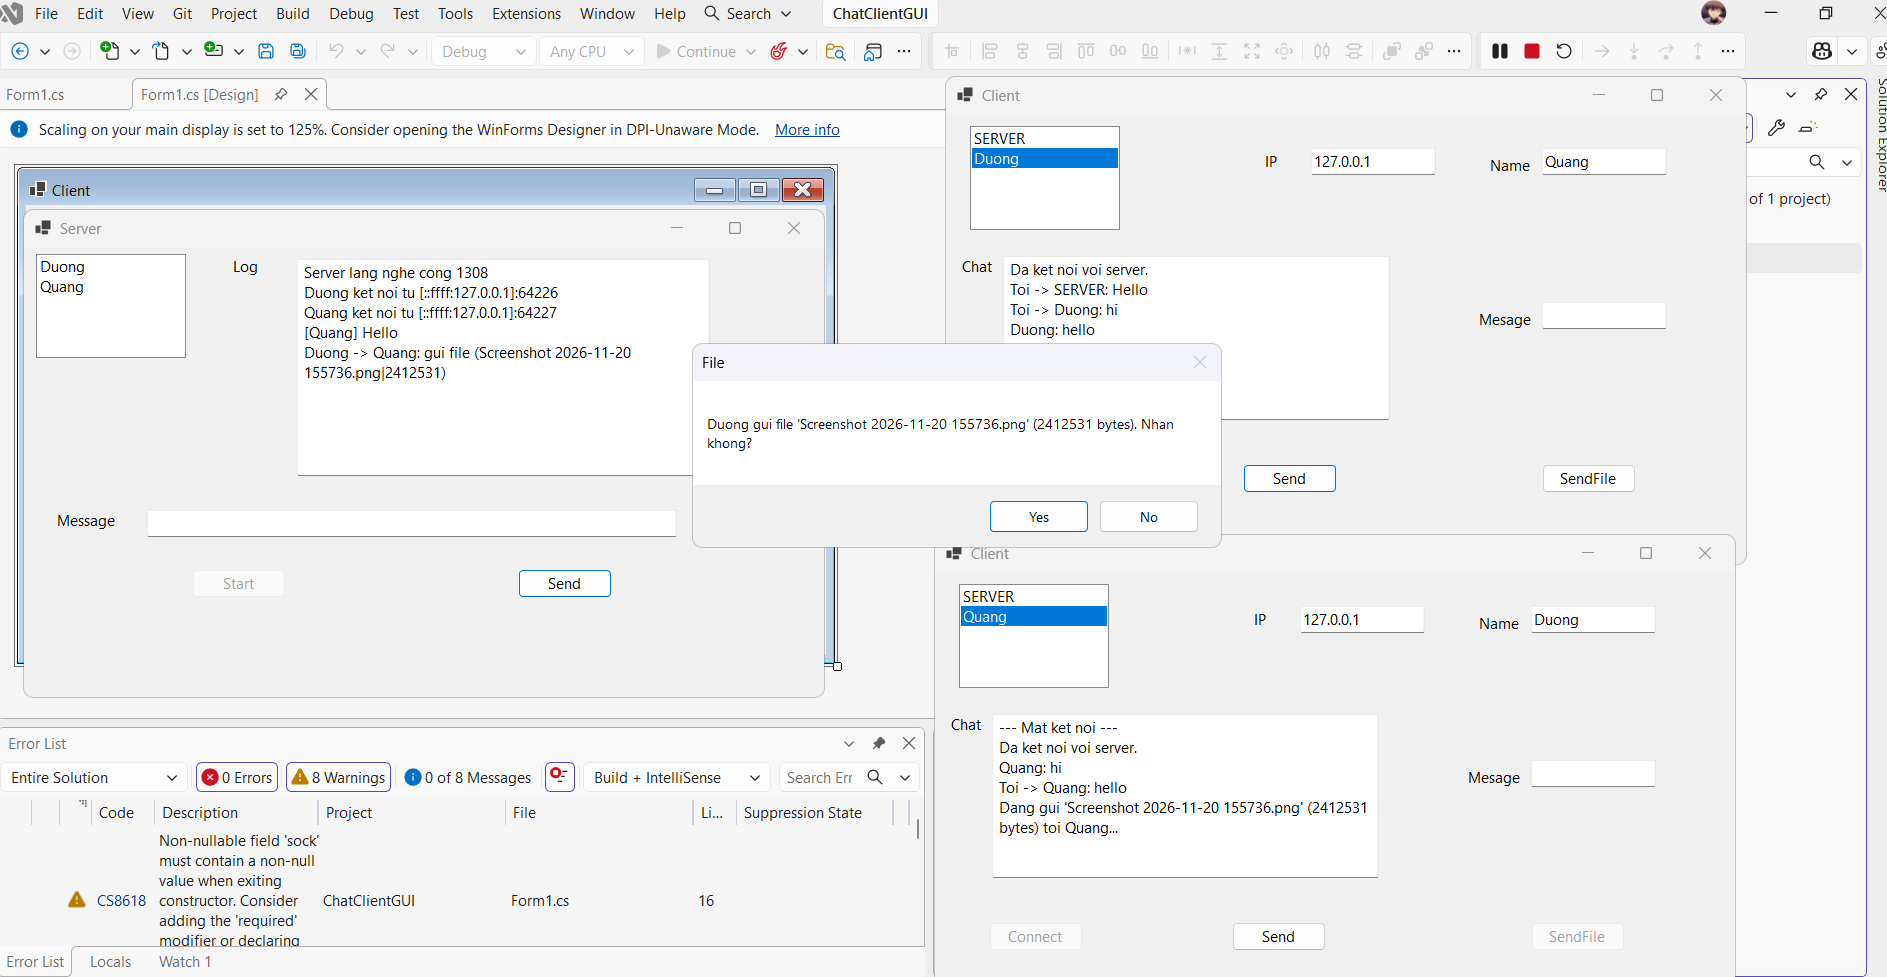 File Edit View Git Project Build Debug Test Tools Extensions Window Help Search ChatClientGUI
Debug Any CPU Continue
Form1.cs
Form1.cs [Design]
Scaling on your main display is set to 125%. Consider opening the WinForms Designer in DPI-Unaware Mode. More info
Client
Server
Duong
Quang
Log
Server lang nghe cong 1308
Duong ket noi tu [::ffff:127.0.0.1]:64226
Quang ket noi tu [::ffff:127.0.0.1]:64227
[Quang] Hello
Duong -> Quang: gui file (Screenshot 2026-11-20
155736.png|2412531)
Message
Start
Send
Client
SERVER
Duong
IP
127.0.0.1
Name
Quang
Chat
Da ket noi voi server.
Toi -> SERVER: Hello
Toi -> Duong: hi
Duong: hello
Mesage
Send
SendFile
File
Duong gui file 'Screenshot 2026-11-20 155736.png' (2412531 bytes). Nhan
khong?
Yes
No
Client
SERVER
Quang
IP
127.0.0.1
Name
Duong
Chat
--- Mat ket noi ---
Da ket noi voi server.
Quang: hi
Toi -> Quang: hello
Dang gui 'Screenshot 2026-11-20 155736.png' (2412531
bytes) toi Quang...
Mesage
Connect
Send
SendFile
of 1 project)
Solution Explorer
Error List
Entire Solution
0 Errors
8 Warnings
0 of 8 Messages
Build + IntelliSense
Search Err
Code Description Project File Li... Suppression State
Non-nullable field 'sock'
must contain a non-null
value when exiting
CS8618 constructor. Consider ChatClientGUI Form1.cs 16
adding the 'required'
modifier or declaring
Error List Locals Watch 1